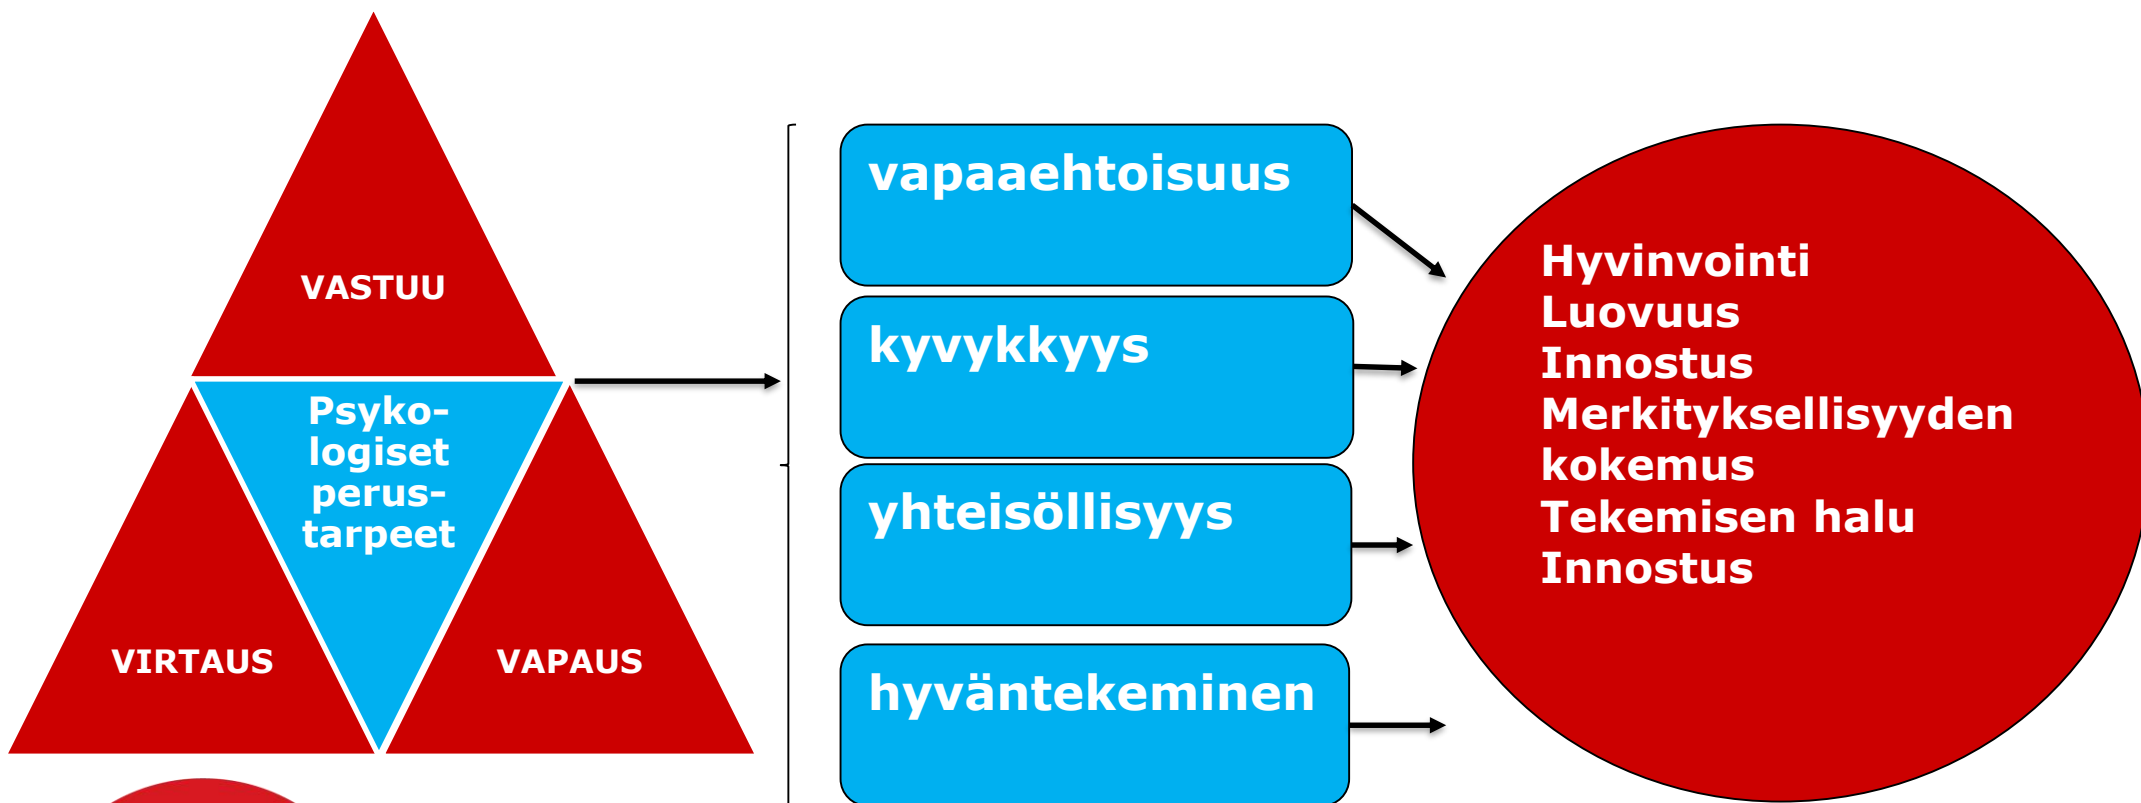 VASTUU
Psyko-
logiset
perus-
tarpeet
VIRTAUS
VAPAUS
vapaaehtoisuus
kyvykkyys
yhteisöllisyys
hyväntekeminen
Hyvinvointi
Luovuus
Innostus
Merkityksellisyyden
kokemus
Tekemisen halu
Innostus